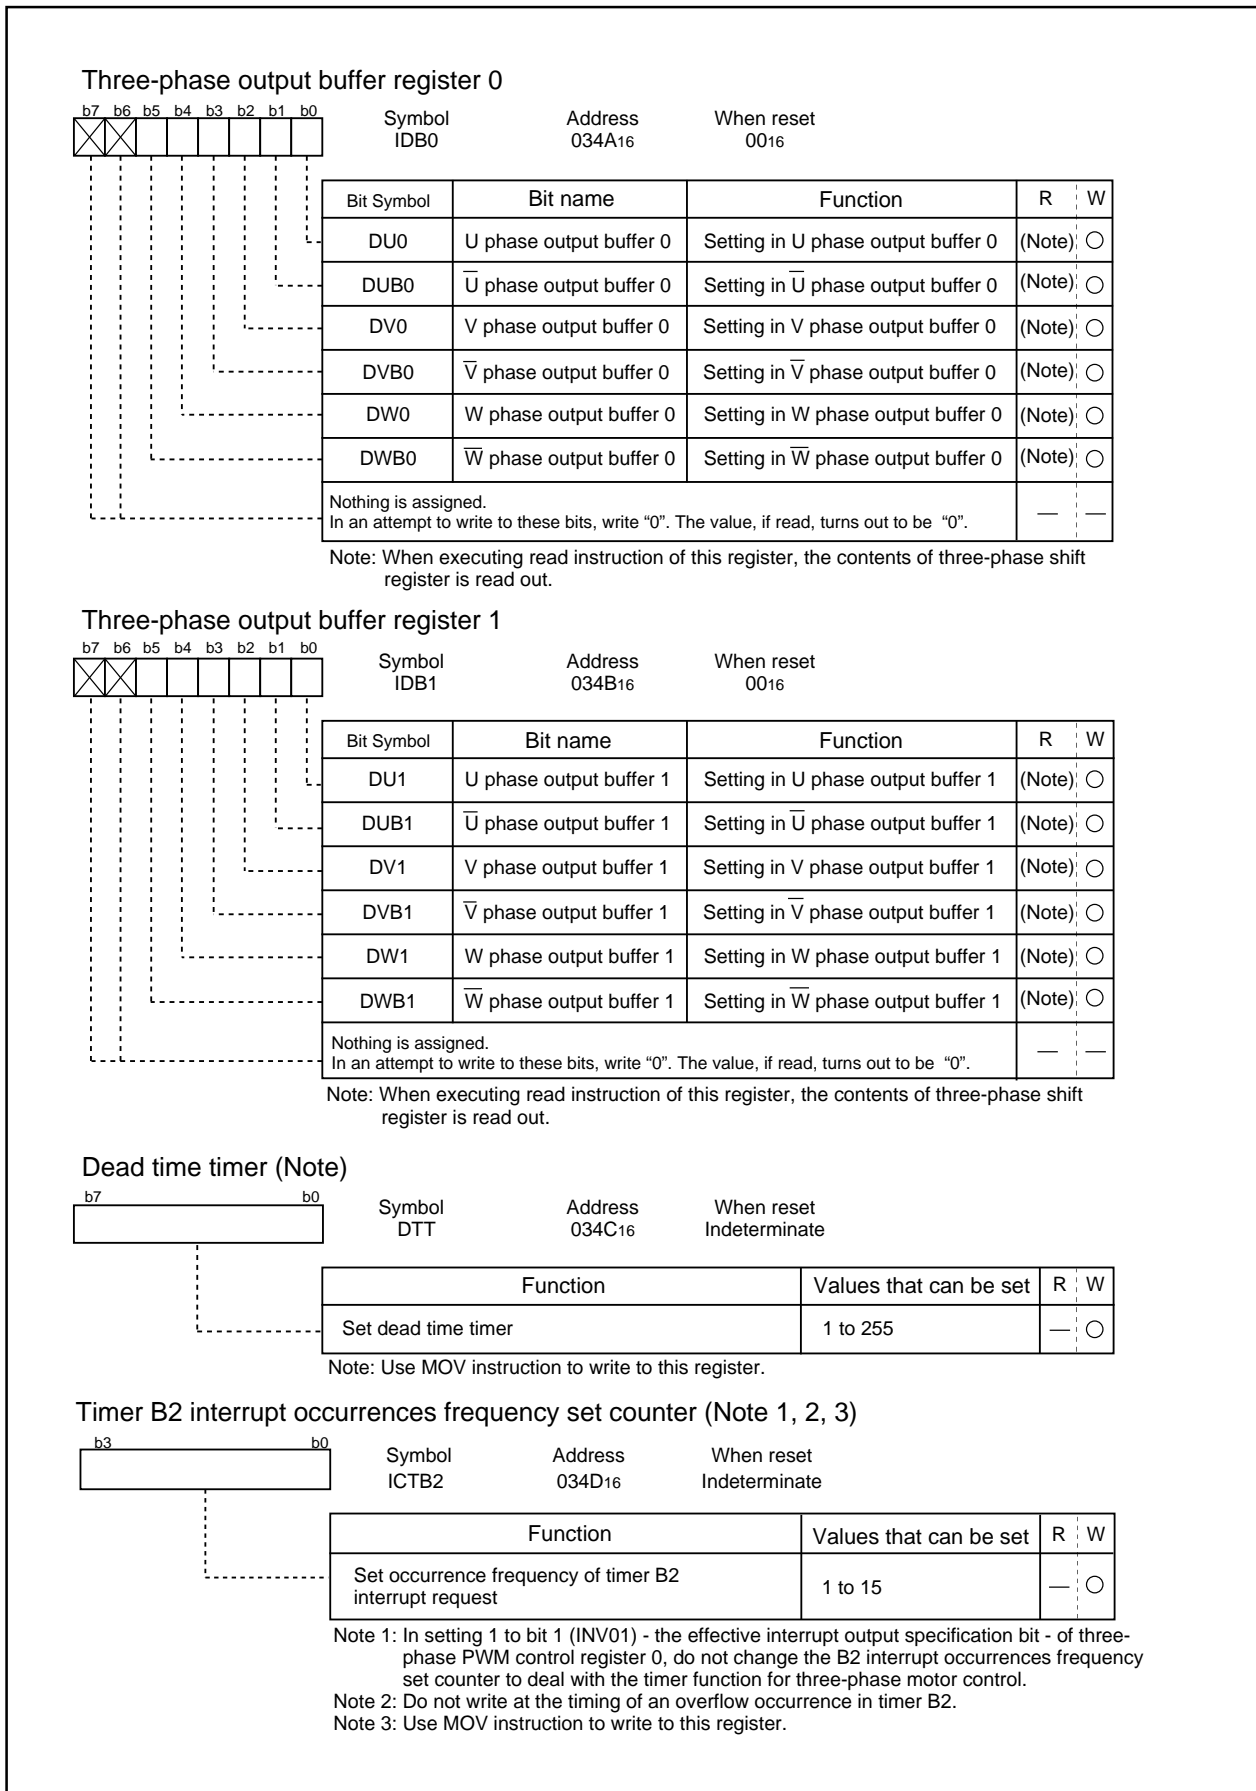 Three-phase output buffer register 0
b7 b6 b5 b4 b3 b2 b1 b0
Symbol Address When reset
IDB0 034A16 0016
Bit Symbol Bit name Function R W
DU0 U phase output buffer 0 Setting in U phase output buffer 0 (Note) ○
DUB0 U̅ phase output buffer 0 Setting in U̅ phase output buffer 0 (Note) ○
DV0 V phase output buffer 0 Setting in V phase output buffer 0 (Note) ○
DVB0 V̅ phase output buffer 0 Setting in V̅ phase output buffer 0 (Note) ○
DW0 W phase output buffer 0 Setting in W phase output buffer 0 (Note) ○
DWB0 W̅ phase output buffer 0 Setting in W̅ phase output buffer 0 (Note) ○
Nothing is assigned.
In an attempt to write to these bits, write “0”. The value, if read, turns out to be “0”. — —
Note: When executing read instruction of this register, the contents of three-phase shift
register is read out.
Three-phase output buffer register 1
b7 b6 b5 b4 b3 b2 b1 b0
Symbol Address When reset
IDB1 034B16 0016
Bit Symbol Bit name Function R W
DU1 U phase output buffer 1 Setting in U phase output buffer 1 (Note) ○
DUB1 U̅ phase output buffer 1 Setting in U̅ phase output buffer 1 (Note) ○
DV1 V phase output buffer 1 Setting in V phase output buffer 1 (Note) ○
DVB1 V̅ phase output buffer 1 Setting in V̅ phase output buffer 1 (Note) ○
DW1 W phase output buffer 1 Setting in W phase output buffer 1 (Note) ○
DWB1 W̅ phase output buffer 1 Setting in W̅ phase output buffer 1 (Note) ○
Nothing is assigned.
In an attempt to write to these bits, write “0”. The value, if read, turns out to be “0”. — —
Note: When executing read instruction of this register, the contents of three-phase shift
register is read out.
Dead time timer (Note)
b7 b0
Symbol Address When reset
DTT 034C16 Indeterminate
Function Values that can be set R W
Set dead time timer 1 to 255 — ○
Note: Use MOV instruction to write to this register.
Timer B2 interrupt occurrences frequency set counter (Note 1, 2, 3)
b3 b0
Symbol Address When reset
ICTB2 034D16 Indeterminate
Function Values that can be set R W
Set occurrence frequency of timer B2
interrupt request 1 to 15 — ○
Note 1: In setting 1 to bit 1 (INV01) - the effective interrupt output specification bit - of three-
phase PWM control register 0, do not change the B2 interrupt occurrences frequency
set counter to deal with the timer function for three-phase motor control.
Note 2: Do not write at the timing of an overflow occurrence in timer B2.
Note 3: Use MOV instruction to write to this register.